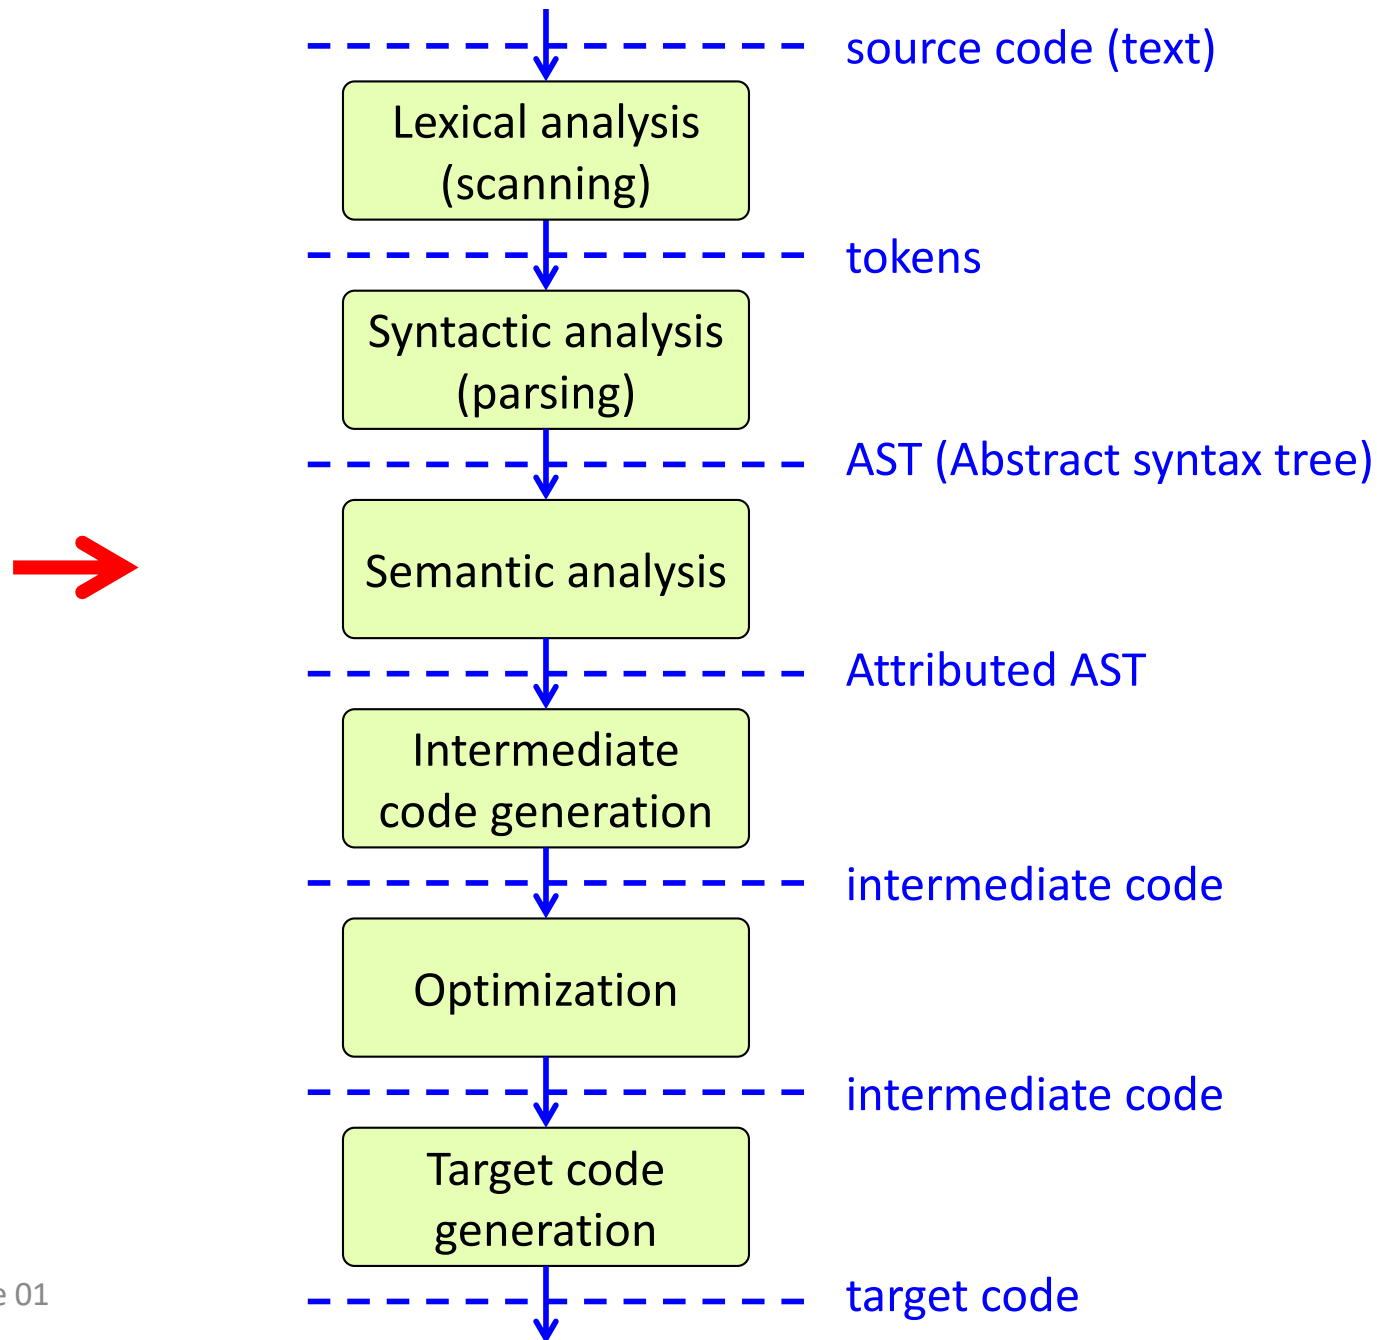 source code (text)
Lexical analysis
(scanning)
tokens
Syntactic analysis
(parsing)
AST (Abstract syntax tree)
Semantic analysis
Attributed AST
Intermediate
code generation
intermediate code
Optimization
intermediate code
Target code
generation
01
target code